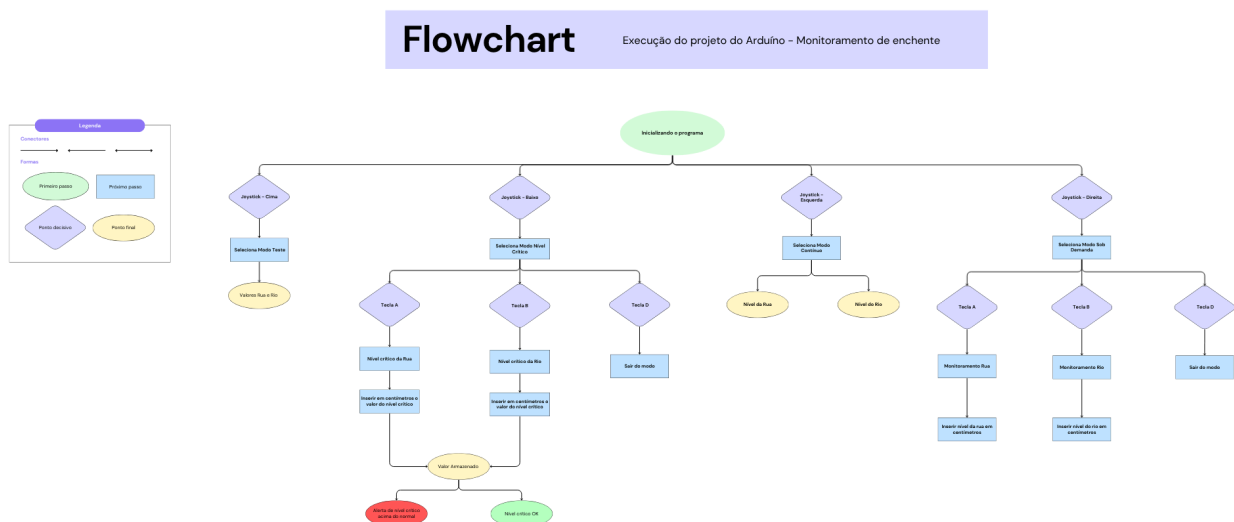 Flowchart
Execução do projeto do Arduíno - Monitoramento de enchente
Legenda
Conectores
Formas
Primeiro passo
Próximo passo
Ponto decisivo
Ponto final
Inicializando o programa
Joystick - Cima
Joystick - Baixo
Joystick -
Esquerda
Joystick - Direita
Seleciona Modo Teste
Seleciona Modo Nível
Crítico
Seleciona Modo
Contínuo
Seleciona Modo Sob
Demanda
Valores Rua e Rio
Tecla A
Tecla B
Tecla D
Nível da Rua
Nível do Rio
Tecla A
Tecla B
Tecla D
Nível crítico da Rua
Nível crítico do Rio
Sair do modo
Monitoramento Rua
Monitoramento Rio
Sair do modo
Inserir em centímetros o
valor do nível crítico
Inserir em centímetros o
valor do nível crítico
Inserir nível da rua em
centímetros
Inserir nível do rio em
centímetros
Valor Armazenado
Alerta de nível crítico
acima do normal
Nível crítico OK